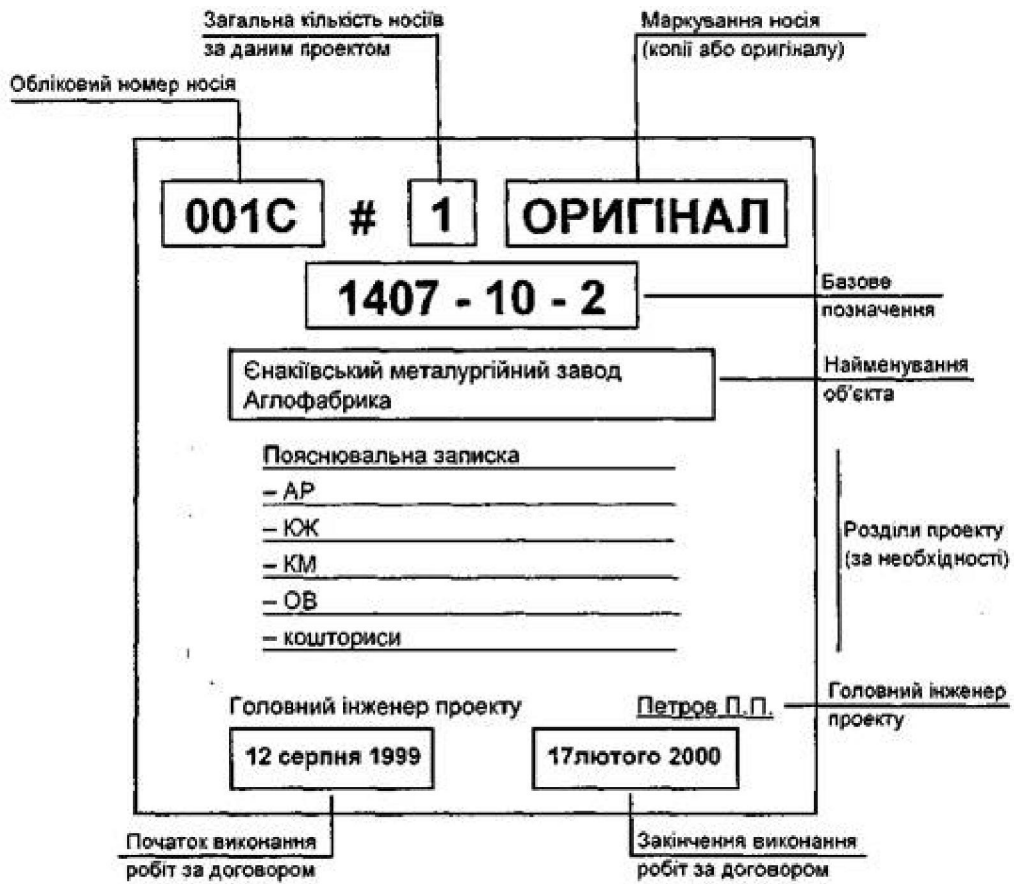 Загальна кількість носіїв
за даним проектом
Маркування носія
(копії або оригіналу)
Обліковий номер носія
001С # 1 ОРИГІНАЛ
1407 - 10 - 2
Базове
позначення
Єнакіївський металургійний завод
Аглофабрика
Найменування
об'єкта
Пояснювальна записка
– АР
– КЖ
– КМ
– ОВ
– кошториси
Розділи проекту
(за необхідності)
Головний інженер проекту Петров П.П.
Головний інженер
проекту
12 серпня 1999 17лютого 2000
Початок виконання
робіт за договором
Закінчення виконання
робіт за договором